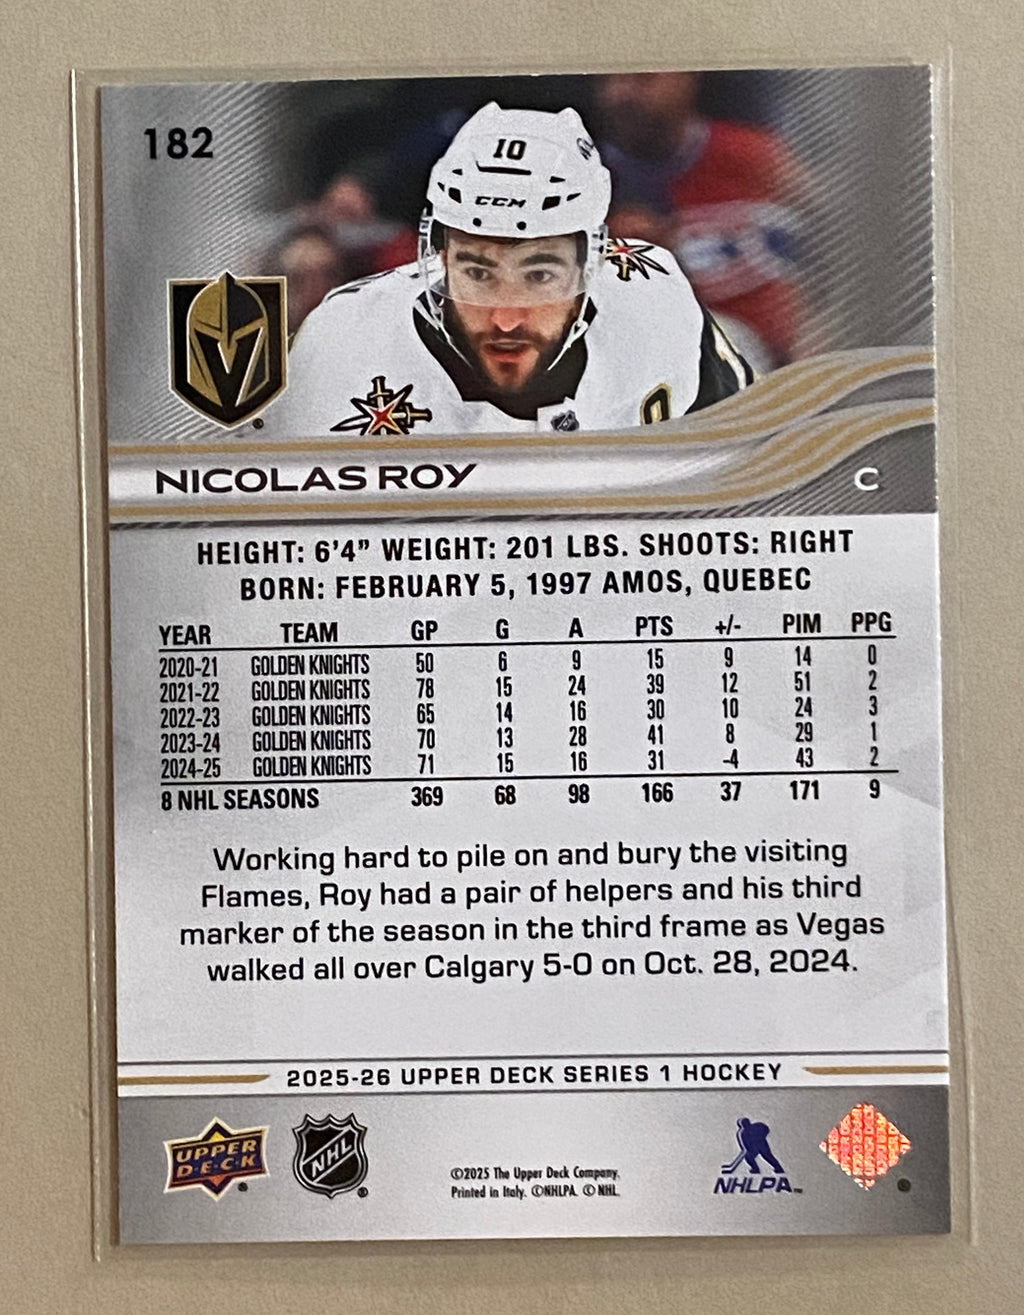 182
10
CCM
NICOLAS ROY
C
HEIGHT: 6'4" WEIGHT: 201 LBS. SHOOTS: RIGHT
BORN: FEBRUARY 5, 1997 AMOS, QUEBEC
YEAR TEAM GP G A PTS +/- PIM PPG
2020-21 GOLDEN KNIGHTS 50 6 9 15 9 14 0
2021-22 GOLDEN KNIGHTS 78 15 24 39 12 51 2
2022-23 GOLDEN KNIGHTS 65 14 16 30 10 24 3
2023-24 GOLDEN KNIGHTS 70 13 28 41 8 29 1
2024-25 GOLDEN KNIGHTS 71 15 16 31 -4 43 2
8 NHL SEASONS 369 68 98 166 37 171 9
Working hard to pile on and bury the visiting
Flames, Roy had a pair of helpers and his third
marker of the season in the third frame as Vegas
walked all over Calgary 5-0 on Oct. 28, 2024.
2025-26 UPPER DECK SERIES 1 HOCKEY
UPPER
DECK
®
NHL
®
©2025 The Upper Deck Company.
Printed in Italy. ©NHLPA. © NHL.
NHLPA™